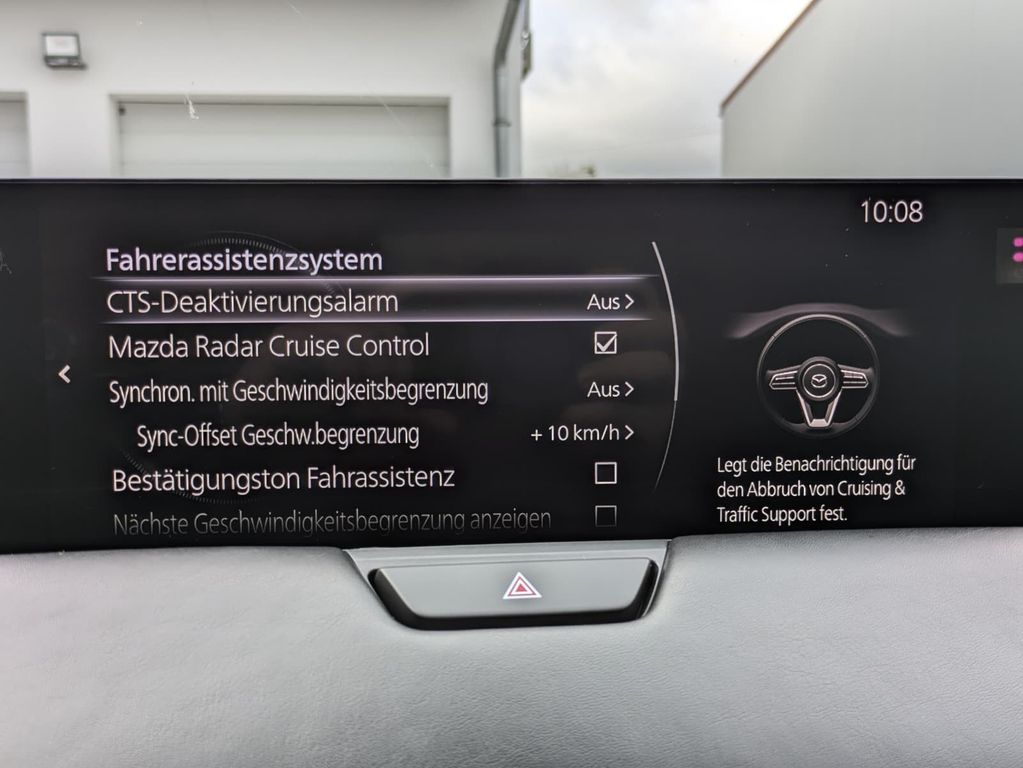 10:08
Fahrerassistenzsystem
CTS-Deaktivierungsalarm Aus
Mazda Radar Cruise Control
Synchron. mit Geschwindigkeitsbegrenzung Aus
Sync-Offset Geschw.begrenzung + 10 km/h
Bestätigungston Fahrassistenz
Nächste Geschwindigkeitsbegrenzung anzeigen
Legt die Benachrichtigung für
den Abbruch von Cruising &
Traffic Support fest.